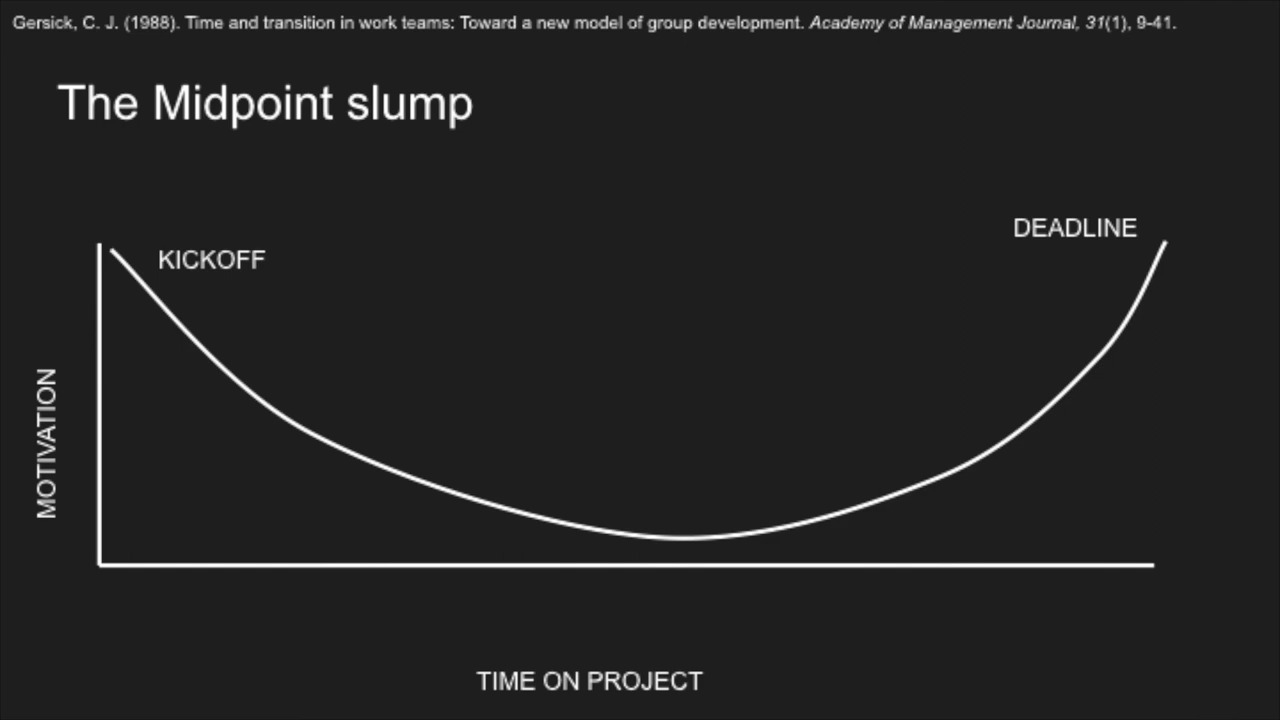 Gersick, C. J. (1988). Time and transition in work teams: Toward a new model of group development. Academy of Management Journal, 31(1), 9-41.
The Midpoint slump
DEADLINE
KICKOFF
MOTIVATION
TIME ON PROJECT